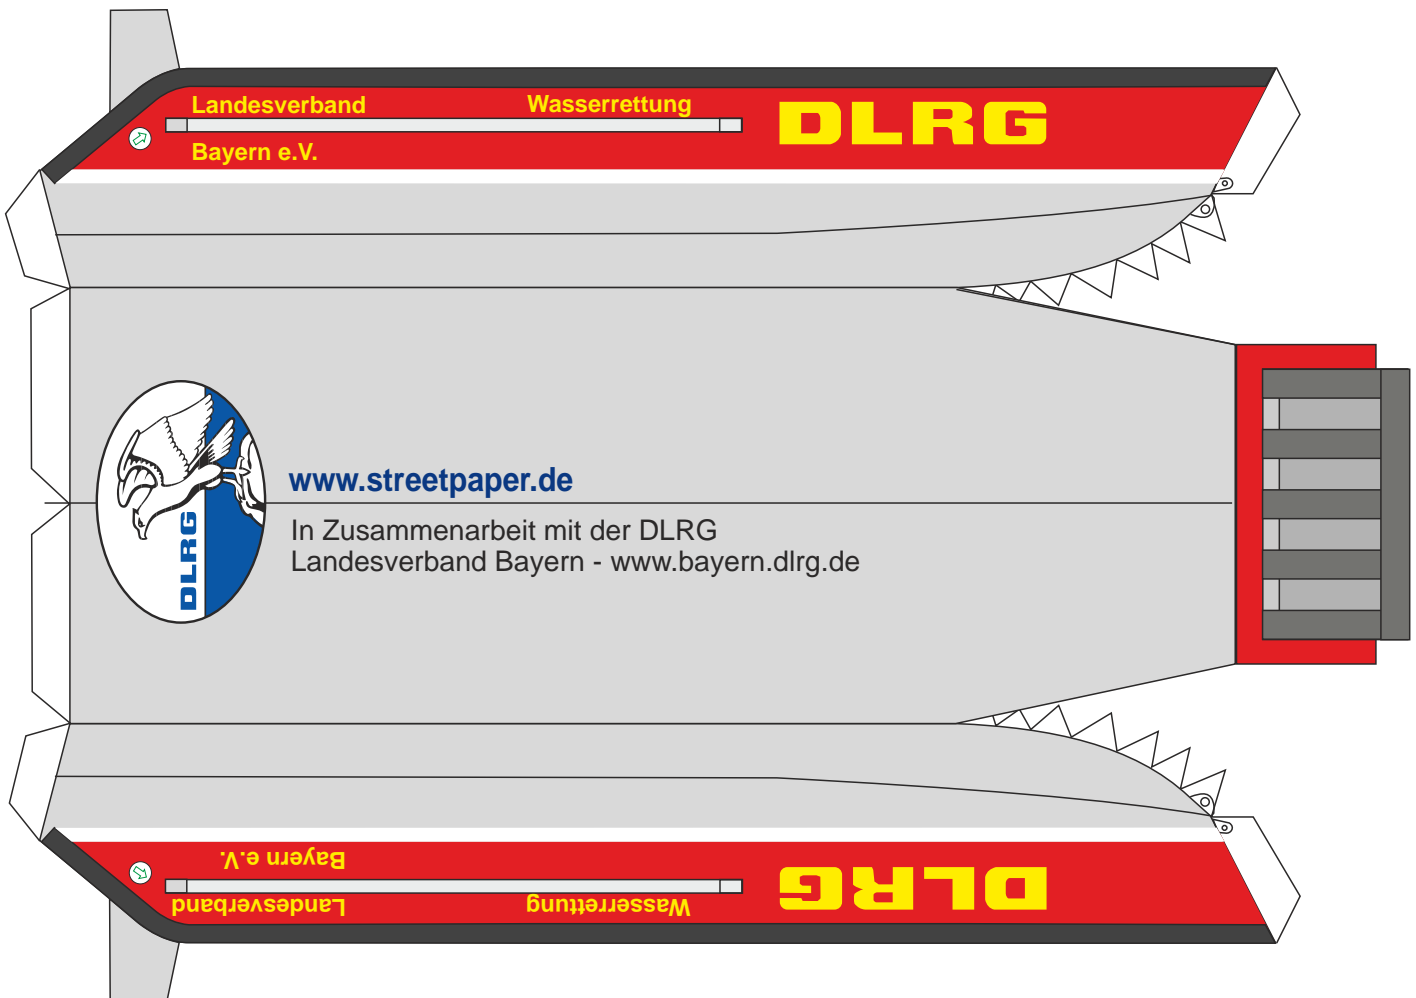 Landesverband
Wasserrettung
DLRG
Bayern e.V.
www.streetpaper.de
In Zusammenarbeit mit der DLRG
Landesverband Bayern - www.bayern.dlrg.de
DLRG
Bayern e.V.
DLRG
Landesverband
Wasserrettung